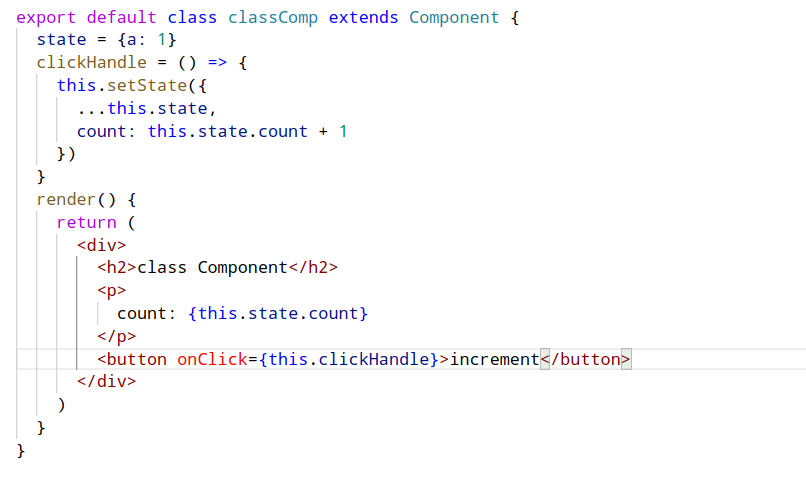 export default class classComp extends Component {
  state = {a: 1}
  clickHandle = () => {
    this.setState({
      ...this.state,
      count: this.state.count + 1
    })
  }
  render() {
    return (
      <div>
        <h2>class Component</h2>
        <p>
          count: {this.state.count}
        </p>
        <button onClick={this.clickHandle}>increment</button>
      </div>
    )
  }
}